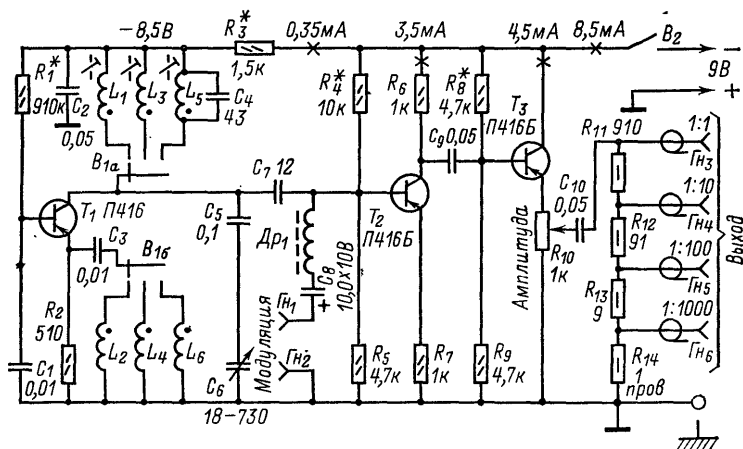 −8,5В
R3*
1,5к
0,35мА
3,5мА
4,5мА
8,5мА
В2
−
9В
+
R1*
910к
C2
0,05
L1
L3
L5
C4
43
R4*
10к
R6
1к
R8*
4,7к
T3
П416Б
C9 0,05
R11 910
1:1
Гн3
В1а
T1 П416
C7 12
C5
0,1
T2
П416Б
C10
0,05
R10
1к
Амплитуда
R12
91
1:10
Гн4
C3
0,01
В1б
Др1
C8
10,0х10В
+
1:100
Гн5
Выход
R2
510
L2
L4
L6
Модуляция
Гн1
Гн2
R13
9
1:1000
Гн6
C1
0,01
C6
18−730
R5
4,7к
R7
1к
R9
4,7к
R14
1
пров